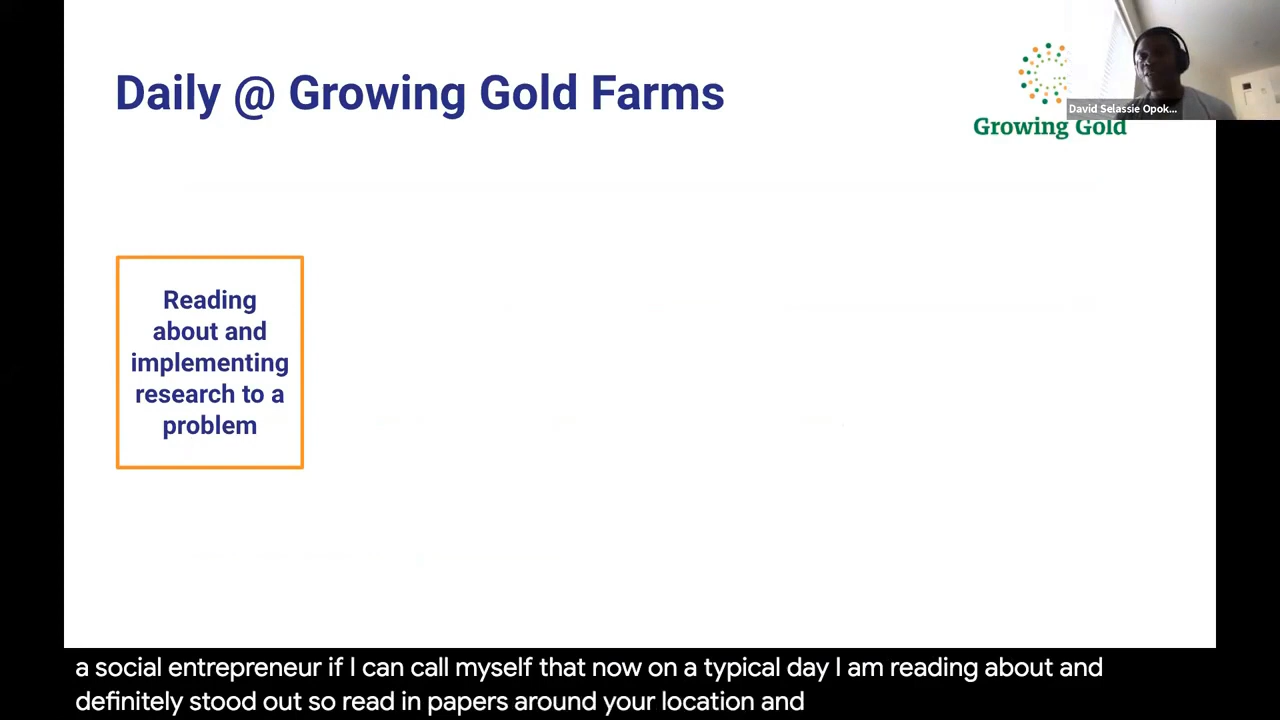 Daily @ Growing Gold Farms
David Selassie Opok...
Growing Gold
Reading
about and
implementing
research to a
problem
a social entrepreneur if I can call myself that now on a typical day I am reading about and
definitely stood out so read in papers around your location and